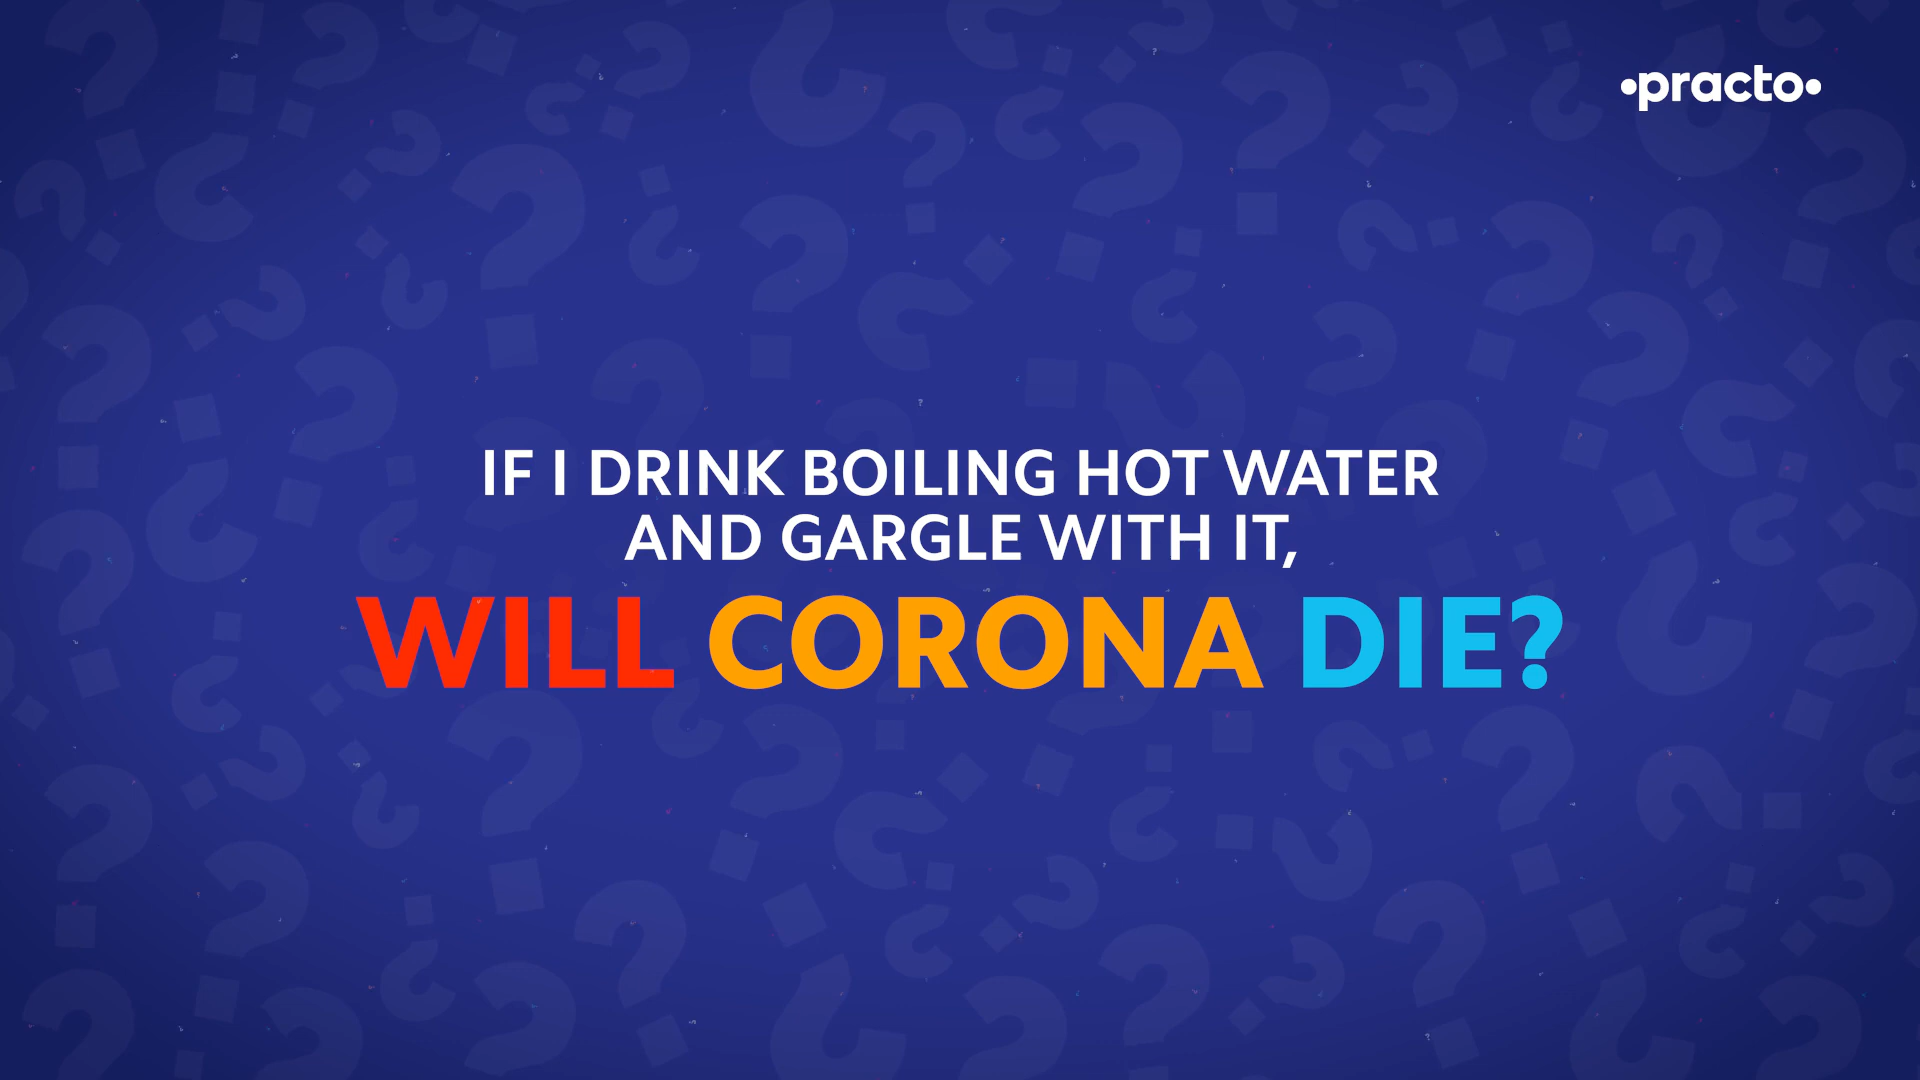 •practo•
IF I DRINK BOILING HOT WATER
AND GARGLE WITH IT,
WILL CORONA DIE?